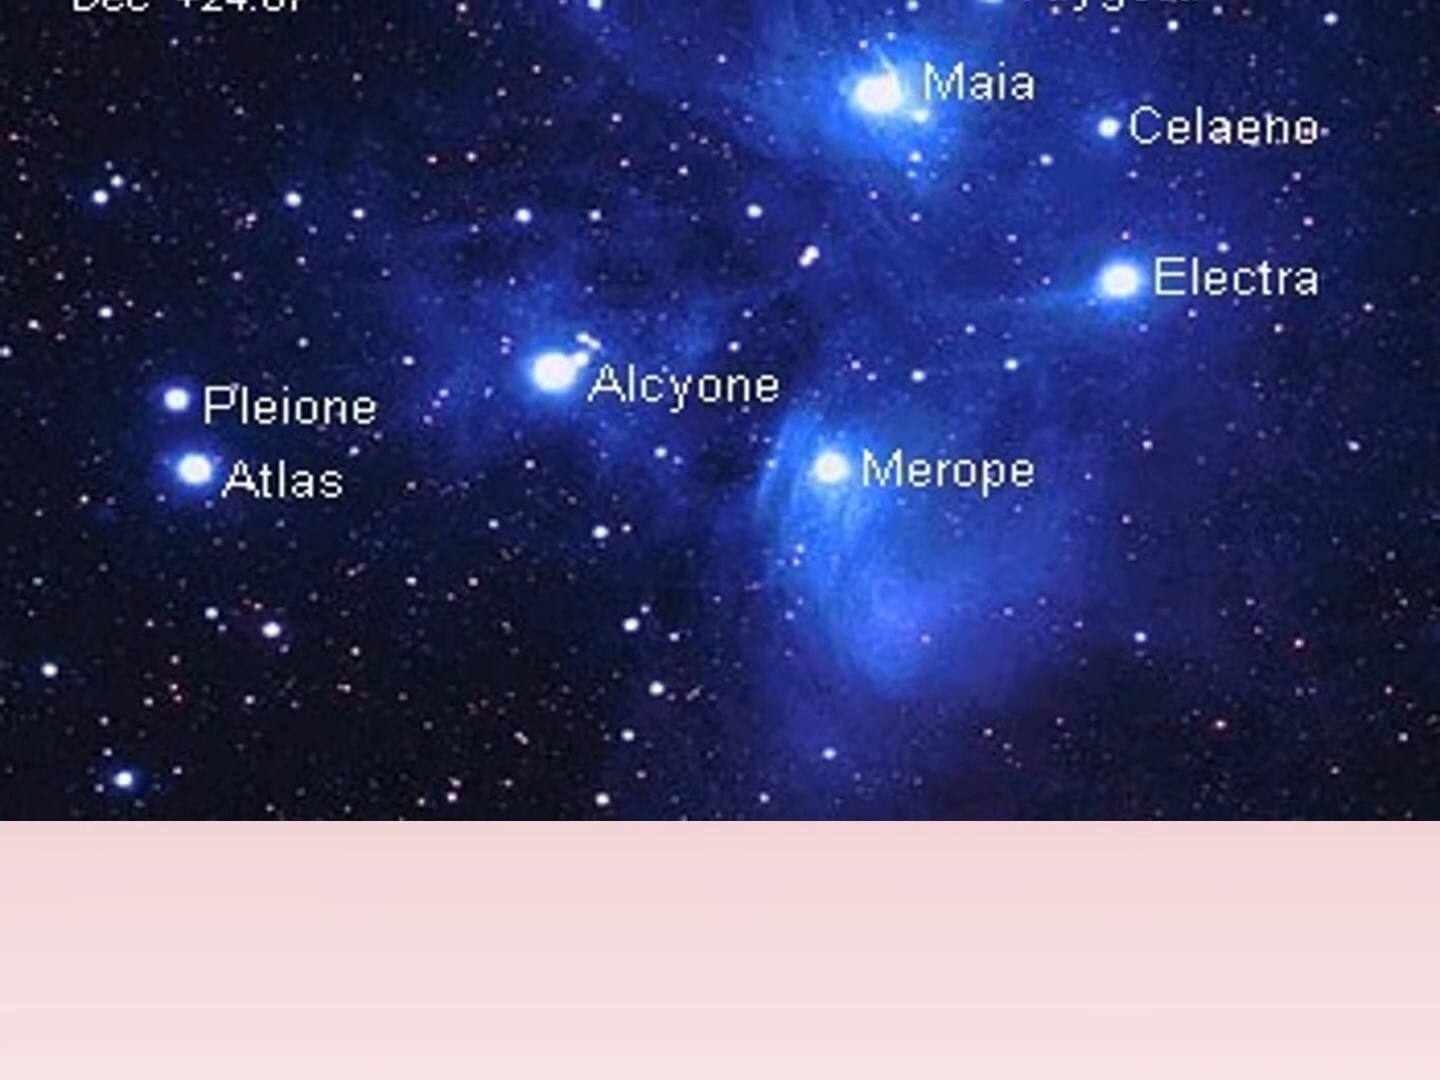 Maia
Celaeno
Electra
Alcyone
Pleione
Merope
Atlas